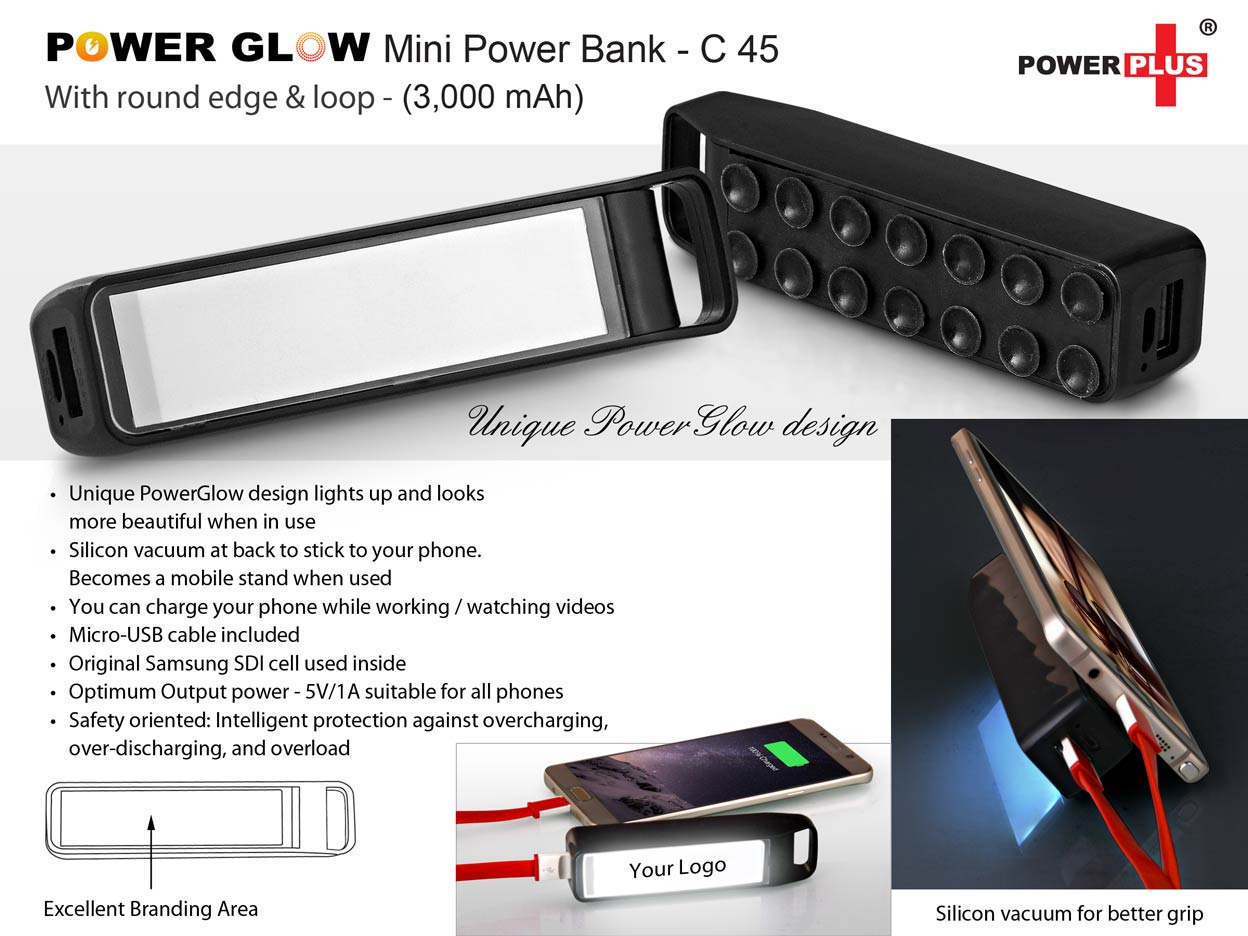 POWER GLOW Mini Power Bank - C 45
With round edge & loop - (3,000 mAh)
POWER PLUS ®
Unique PowerGlow design
• Unique PowerGlow design lights up and looks
more beautiful when in use
• Silicon vacuum at back to stick to your phone.
Becomes a mobile stand when used
• You can charge your phone while working / watching videos
• Micro-USB cable included
• Original Samsung SDI cell used inside
• Optimum Output power - 5V/1A suitable for all phones
• Safety oriented: Intelligent protection against overcharging,
over-discharging, and overload
Excellent Branding Area
100% Charged
Your Logo
Silicon vacuum for better grip